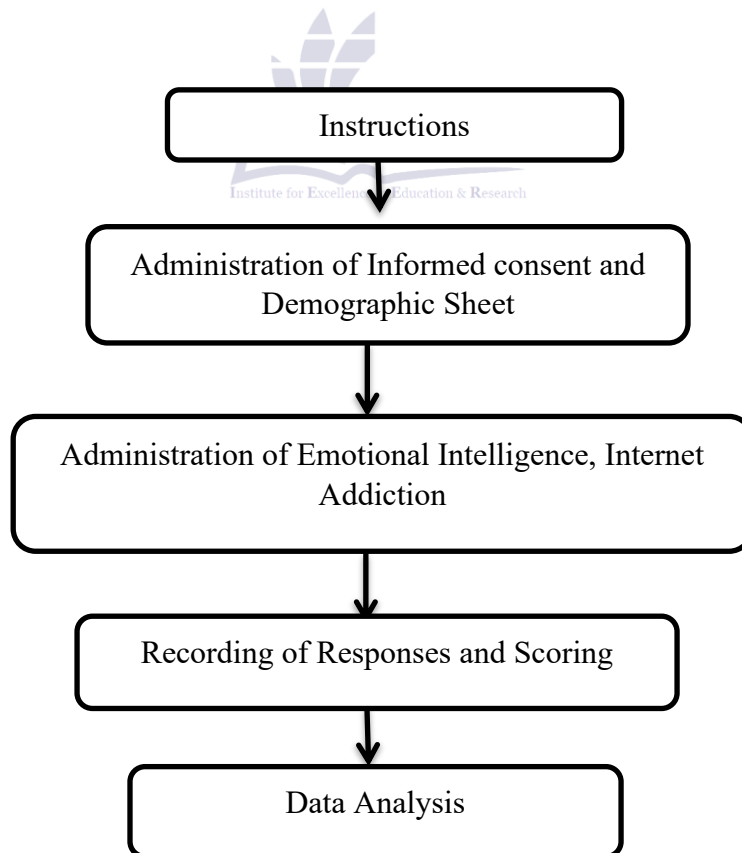 Instructions
Institute for Excellen Education & Research
Administration of Informed consent and
Demographic Sheet
Administration of Emotional Intelligence, Internet
Addiction
Recording of Responses and Scoring
Data Analysis